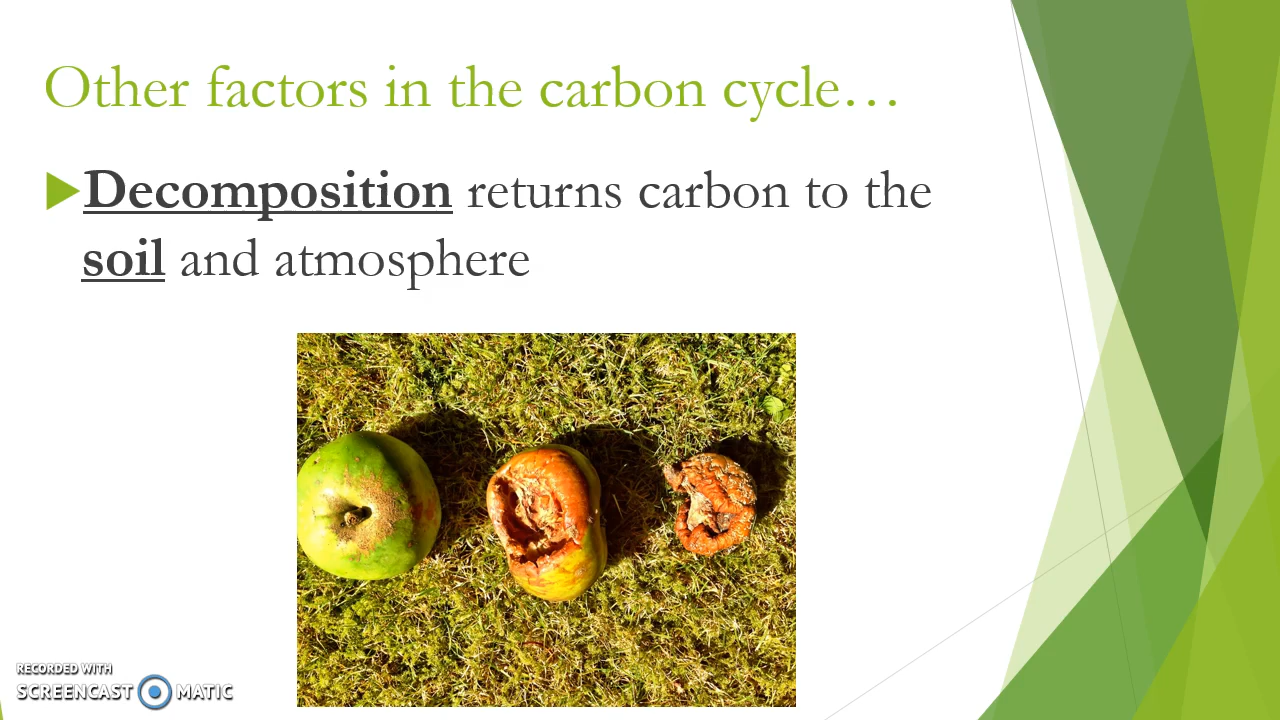 Other factors in the carbon cycle…
Decomposition returns carbon to the
soil and atmosphere
RECORDED WITH
SCREENCAST MATIC